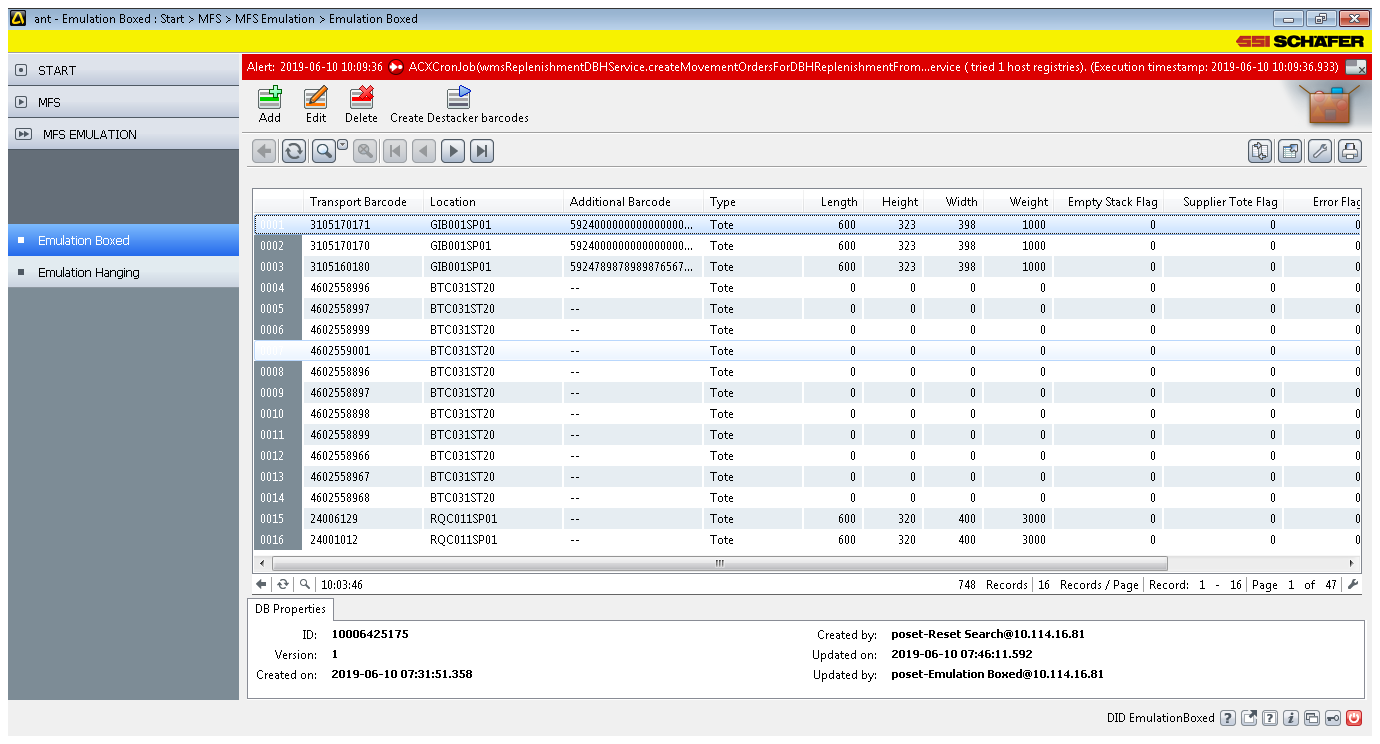 ant - Emulation Boxed : Start > MFS > MFS Emulation > Emulation Boxed
SSI SCHÄFER
START
MFS
MFS EMULATION
Emulation Boxed
Emulation Hanging
Alert: 2019-06-10 10:09:36 ACXCronJob(wmsReplenishmentDBHService.createMovementOrdersForDBHReplenishmentFrom...ervice ( tried 1 host registries). (Execution timestamp: 2019-06-10 10:09:36.933)
Add Edit Delete Create Destacker barcodes
Transport Barcode Location Additional Barcode Type Length Height Width Weight Empty Stack Flag Supplier Tote Flag Error Flag
0001 3105170171 GIB001SP01 5924000000000000000... Tote 600 323 398 1000 0 0 0
0002 3105170170 GIB001SP01 5924000000000000000... Tote 600 323 398 1000 0 0 0
0003 3105160180 GIB001SP01 5924789878989876567... Tote 600 323 398 1000 0 0 0
0004 4602558996 BTC031ST20 -- Tote 0 0 0 0 0 0 0
0005 4602558997 BTC031ST20 -- Tote 0 0 0 0 0 0 0
0006 4602558999 BTC031ST20 -- Tote 0 0 0 0 0 0 0
4602559001 BTC031ST20 -- Tote 0 0 0 0 0 0 0
0008 4602558896 BTC031ST20 -- Tote 0 0 0 0 0 0 0
0009 4602558897 BTC031ST20 -- Tote 0 0 0 0 0 0 0
0010 4602558898 BTC031ST20 -- Tote 0 0 0 0 0 0 0
0011 4602558899 BTC031ST20 -- Tote 0 0 0 0 0 0 0
0012 4602558966 BTC031ST20 -- Tote 0 0 0 0 0 0 0
0013 4602558967 BTC031ST20 -- Tote 0 0 0 0 0 0 0
0014 4602558968 BTC031ST20 -- Tote 0 0 0 0 0 0 0
0015 24006129 RQC011SP01 -- Tote 600 320 400 3000 0 0 0
0016 24001012 RQC011SP01 -- Tote 600 320 400 3000 0 0 0
10:03:46 748 Records 16 Records / Page Record: 1 - 16 Page 1 of 47
DB Properties
ID: 10006425175 Created by: poset-Reset Search@10.114.16.81
Version: 1 Updated on: 2019-06-10 07:46:11.592
Created on: 2019-06-10 07:31:51.358 Updated by: poset-Emulation Boxed@10.114.16.81
DID EmulationBoxed